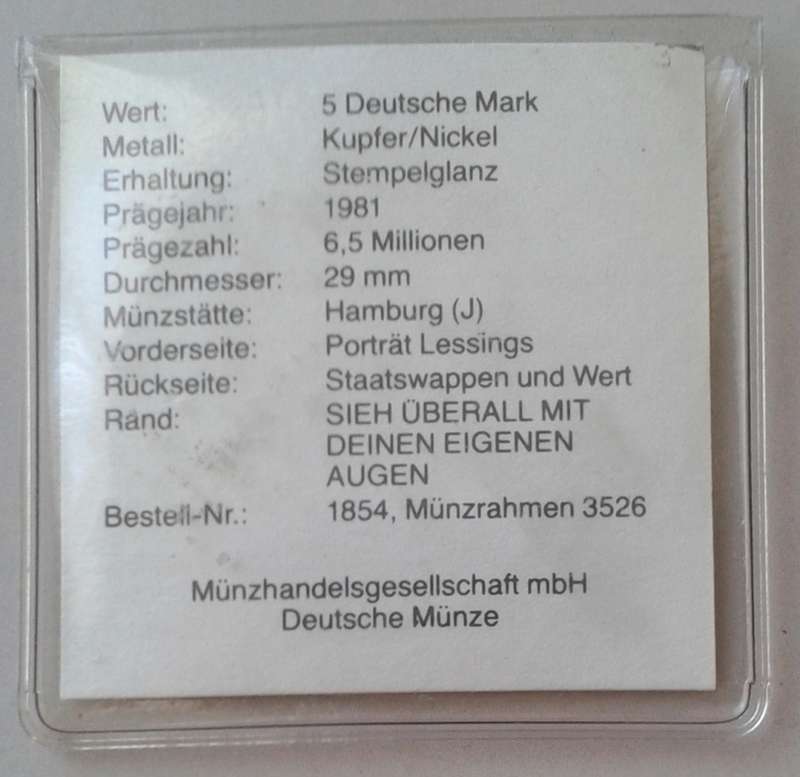 Wert: 5 Deutsche Mark
Metall: Kupfer/Nickel
Erhaltung: Stempelglanz
Prägejahr: 1981
Prägezahl: 6,5 Millionen
Durchmesser: 29 mm
Münzstätte: Hamburg (J)
Vorderseite: Porträt Lessings
Rückseite: Staatswappen und Wert
Rand: SIEH ÜBERALL MIT
DEINEN EIGENEN
AUGEN
Bestell-Nr.: 1854, Münzrahmen 3526
Münzhandelsgesellschaft mbH
Deutsche Münze